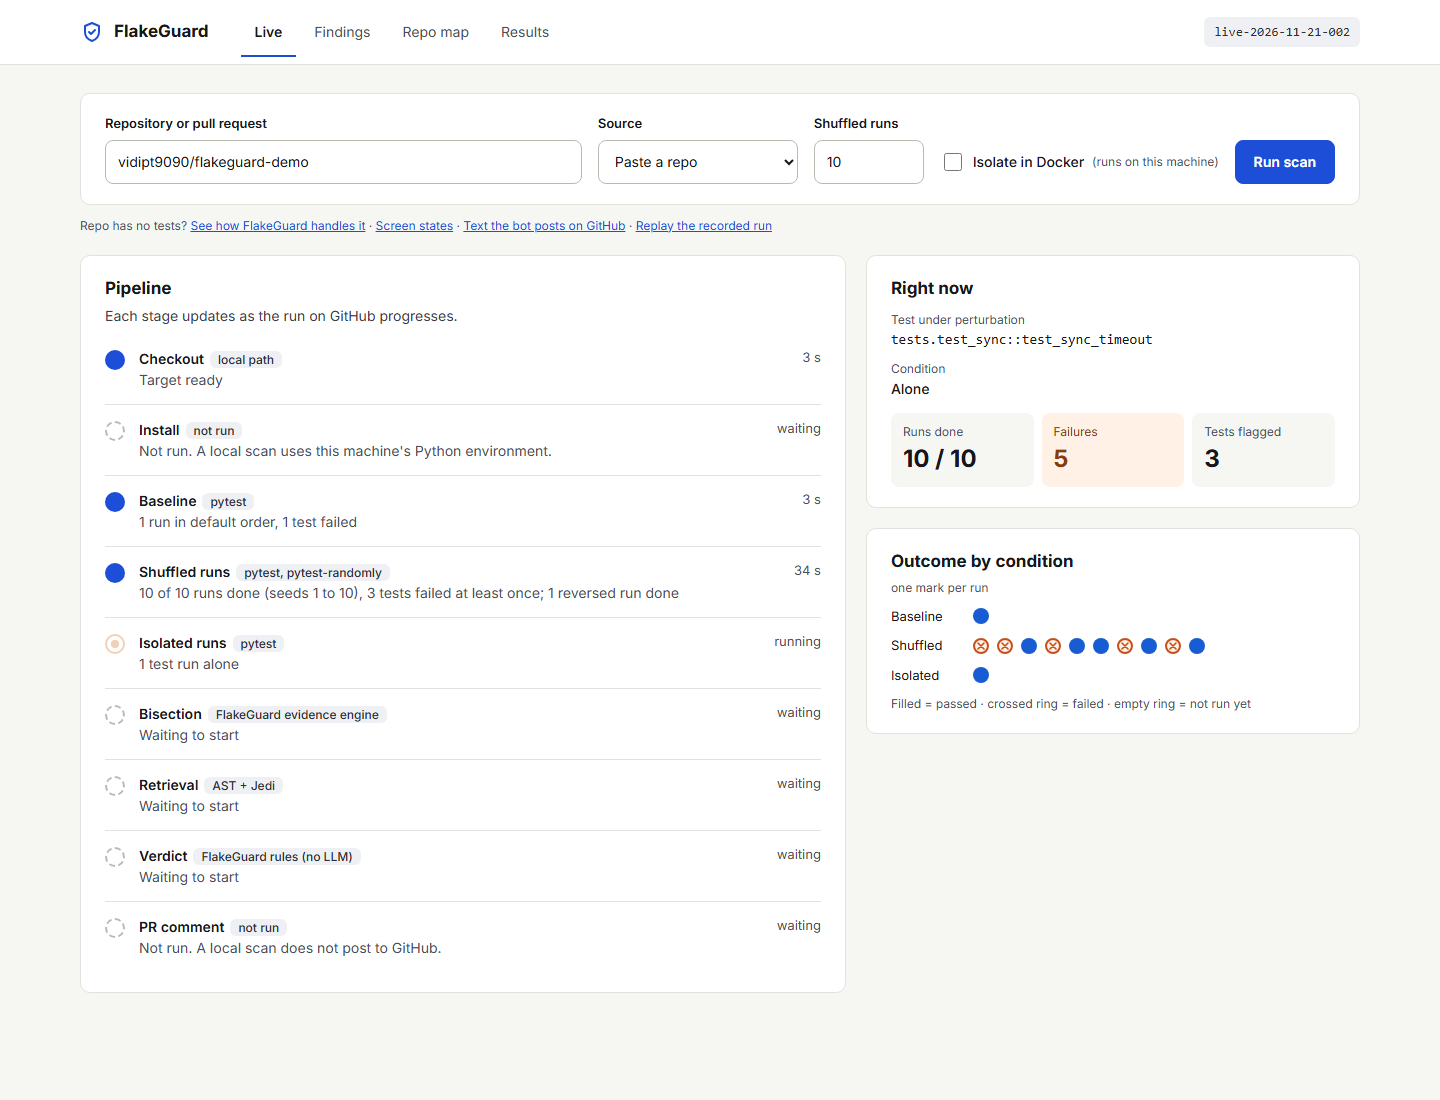 FlakeGuard
Live
Findings
Repo map
Results
live-2026-11-21-002
Repository or pull request
Source
Shuffled runs
vidipt9090/flakeguard-demo
Paste a repo
10
Isolate in Docker (runs on this machine)
Run scan
Repo has no tests? See how FlakeGuard handles it · Screen states · Text the bot posts on GitHub · Replay the recorded run
Pipeline
Each stage updates as the run on GitHub progresses.
Checkout local path 3 s
Target ready
Install not run waiting
Not run. A local scan uses this machine's Python environment.
Baseline pytest 3 s
1 run in default order, 1 test failed
Shuffled runs pytest, pytest-randomly 34 s
10 of 10 runs done (seeds 1 to 10), 3 tests failed at least once; 1 reversed run done
Isolated runs pytest running
1 test run alone
Bisection FlakeGuard evidence engine waiting
Waiting to start
Retrieval AST + Jedi waiting
Waiting to start
Verdict FlakeGuard rules (no LLM) waiting
Waiting to start
PR comment not run waiting
Not run. A local scan does not post to GitHub.
Right now
Test under perturbation
tests.test_sync::test_sync_timeout
Condition
Alone
Runs done
10 / 10
Failures
5
Tests flagged
3
Outcome by condition
one mark per run
Baseline
Shuffled
Isolated
Filled = passed · crossed ring = failed · empty ring = not run yet